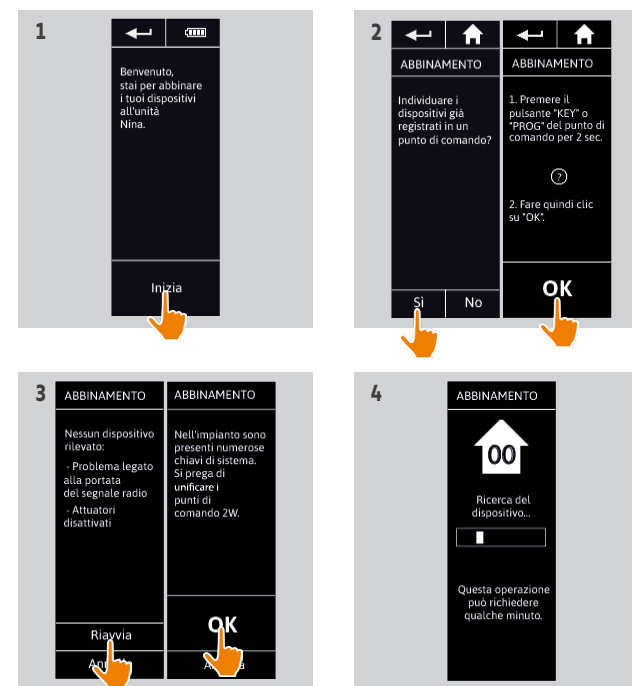 1
Benvenuto,
stai per abbinare
i tuoi dispositivi
all'unità
Nina.
Inizia
2
ABBINAMENTO
Individuare i
dispositivi già
registrati in un
punto di comando?
Sì
No
ABBINAMENTO
1. Premere il
pulsante "KEY" o
"PROG" del punto di
comando per 2 sec.
?
2. Fare quindi clic
su "OK".
OK
3
ABBINAMENTO
Nessun dispositivo
rilevato:
- Problema legato
alla portata
del segnale radio
- Attuatori
disattivati
Riavvia
ABBINAMENTO
Nell'impianto sono
presenti numerose
chiavi di sistema.
Si prega di
unificare i
punti di
comando 2W.
OK
4
ABBINAMENTO
00
Ricerca del
dispositivo...
Questa operazione
può richiedere
qualche minuto.